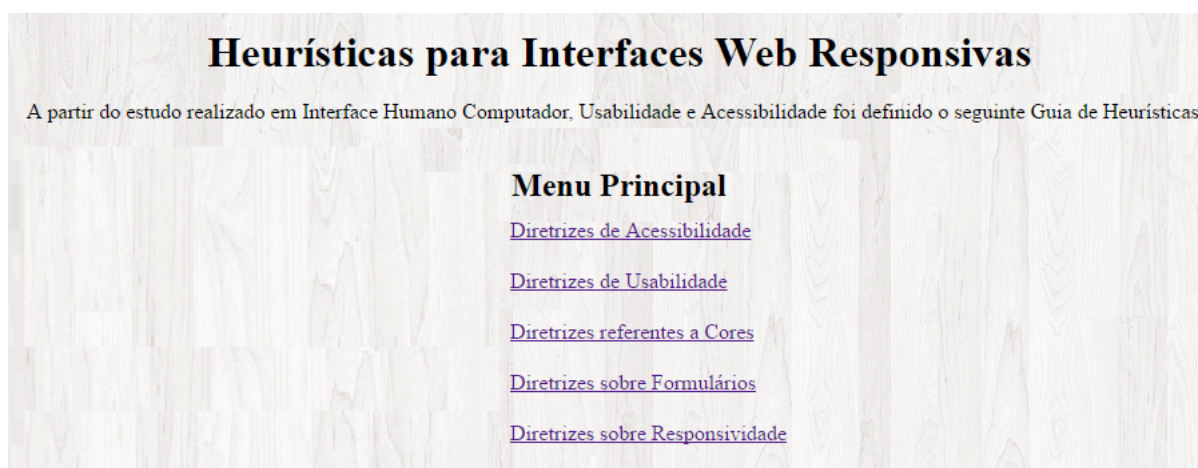 Heurísticas para Interfaces Web Responsivas
A partir do estudo realizado em Interface Humano Computador, Usabilidade e Acessibilidade foi definido o seguinte Guia de Heurísticas
Menu Principal
Diretrizes de Acessibilidade
Diretrizes de Usabilidade
Diretrizes referentes a Cores
Diretrizes sobre Formulários
Diretrizes sobre Responsividade